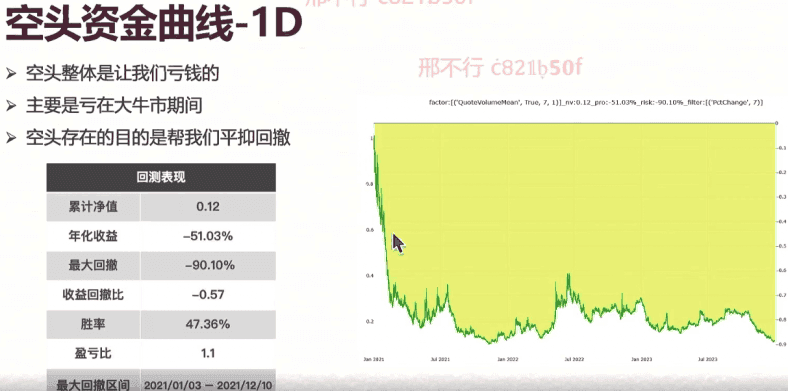 空头资金曲线-1D
邢不行 ċ821ḅ50f
➢ 空头整体是让我们亏钱的
➢ 主要是亏在大牛市期间
➢ 空头存在的目的是帮我们平抑回撤
回测表现
累计净值 0.12
年化收益 −51.03%
最大回撤 −90.10%
收益回撤比 −0.57
胜率 47.36%
盈亏比 1.1
最大回撤区间 2021/01/03 — 2021/12/10
factor:[('QuoteVolumeMean', True, 7, 1)]_nv:0.12_pro:-51.03%_risk:-90.10%_filter:[('PctChange', 7)]
1
0.8
0.6
0.4
0.2
0
-0.1
-0.2
-0.3
-0.4
-0.5
-0.6
-0.7
-0.8
-0.9
Jan 2021 Jul 2021 Jan 2022 Jul 2022 Jan 2023 Jul 2023